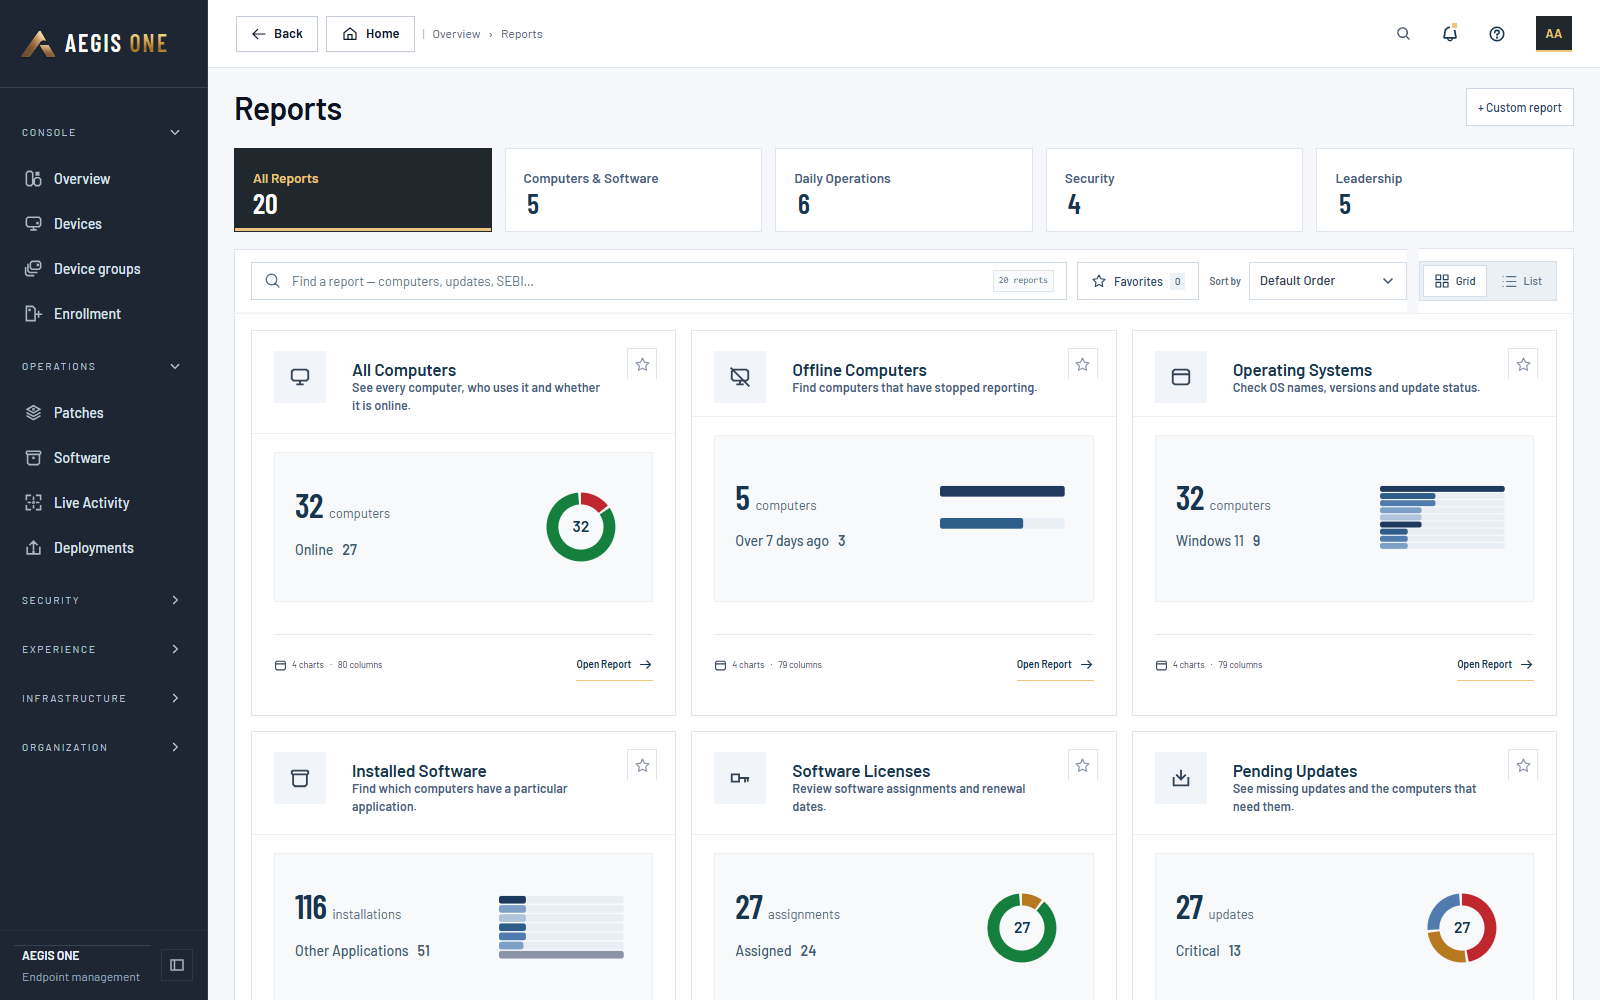 AEGIS ONE
Back
Home
Overview › Reports
AA
CONSOLE
Overview
Devices
Device groups
Enrollment
OPERATIONS
Patches
Software
Live Activity
Deployments
SECURITY
EXPERIENCE
INFRASTRUCTURE
ORGANIZATION
AEGIS ONE
Endpoint management
Reports
+ Custom report
All Reports
20
Computers & Software
5
Daily Operations
6
Security
4
Leadership
5
Find a report — computers, updates, SEBI...
20 reports
Favorites 0
Sort by
Default Order
Grid
List
All Computers
See every computer, who uses it and whether
it is online.
32 computers
Online 27
32
4 charts · 80 columns
Open Report
Offline Computers
Find computers that have stopped reporting.
5 computers
Over 7 days ago 3
4 charts · 79 columns
Open Report
Operating Systems
Check OS names, versions and update status.
32 computers
Windows 11 9
4 charts · 79 columns
Open Report
Installed Software
Find which computers have a particular
application.
116 installations
Other Applications 51
Software Licenses
Review software assignments and renewal
dates.
27 assignments
Assigned 24
27
Pending Updates
See missing updates and the computers that
need them.
27 updates
Critical 13
27